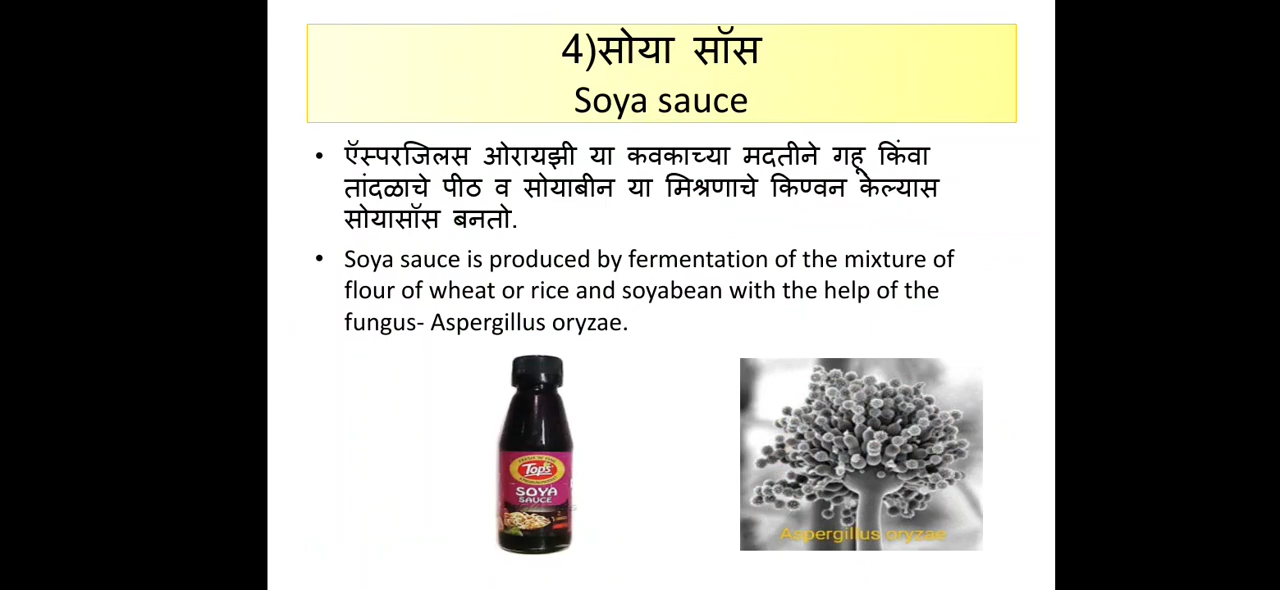 4)सोया सॉस
Soya sauce
• ऍस्परजिलस ओरायझी या कवकाच्या मदतीने गहू किंवा
तांदळाचे पीठ व सोयाबीन या मिश्रणाचे किण्वन केल्यास
सोयासॉस बनतो.
• Soya sauce is produced by fermentation of the mixture of
flour of wheat or rice and soyabean with the help of the
fungus- Aspergillus oryzae.
Tops
SOYA
SAUCE
Aspergillus oryzae